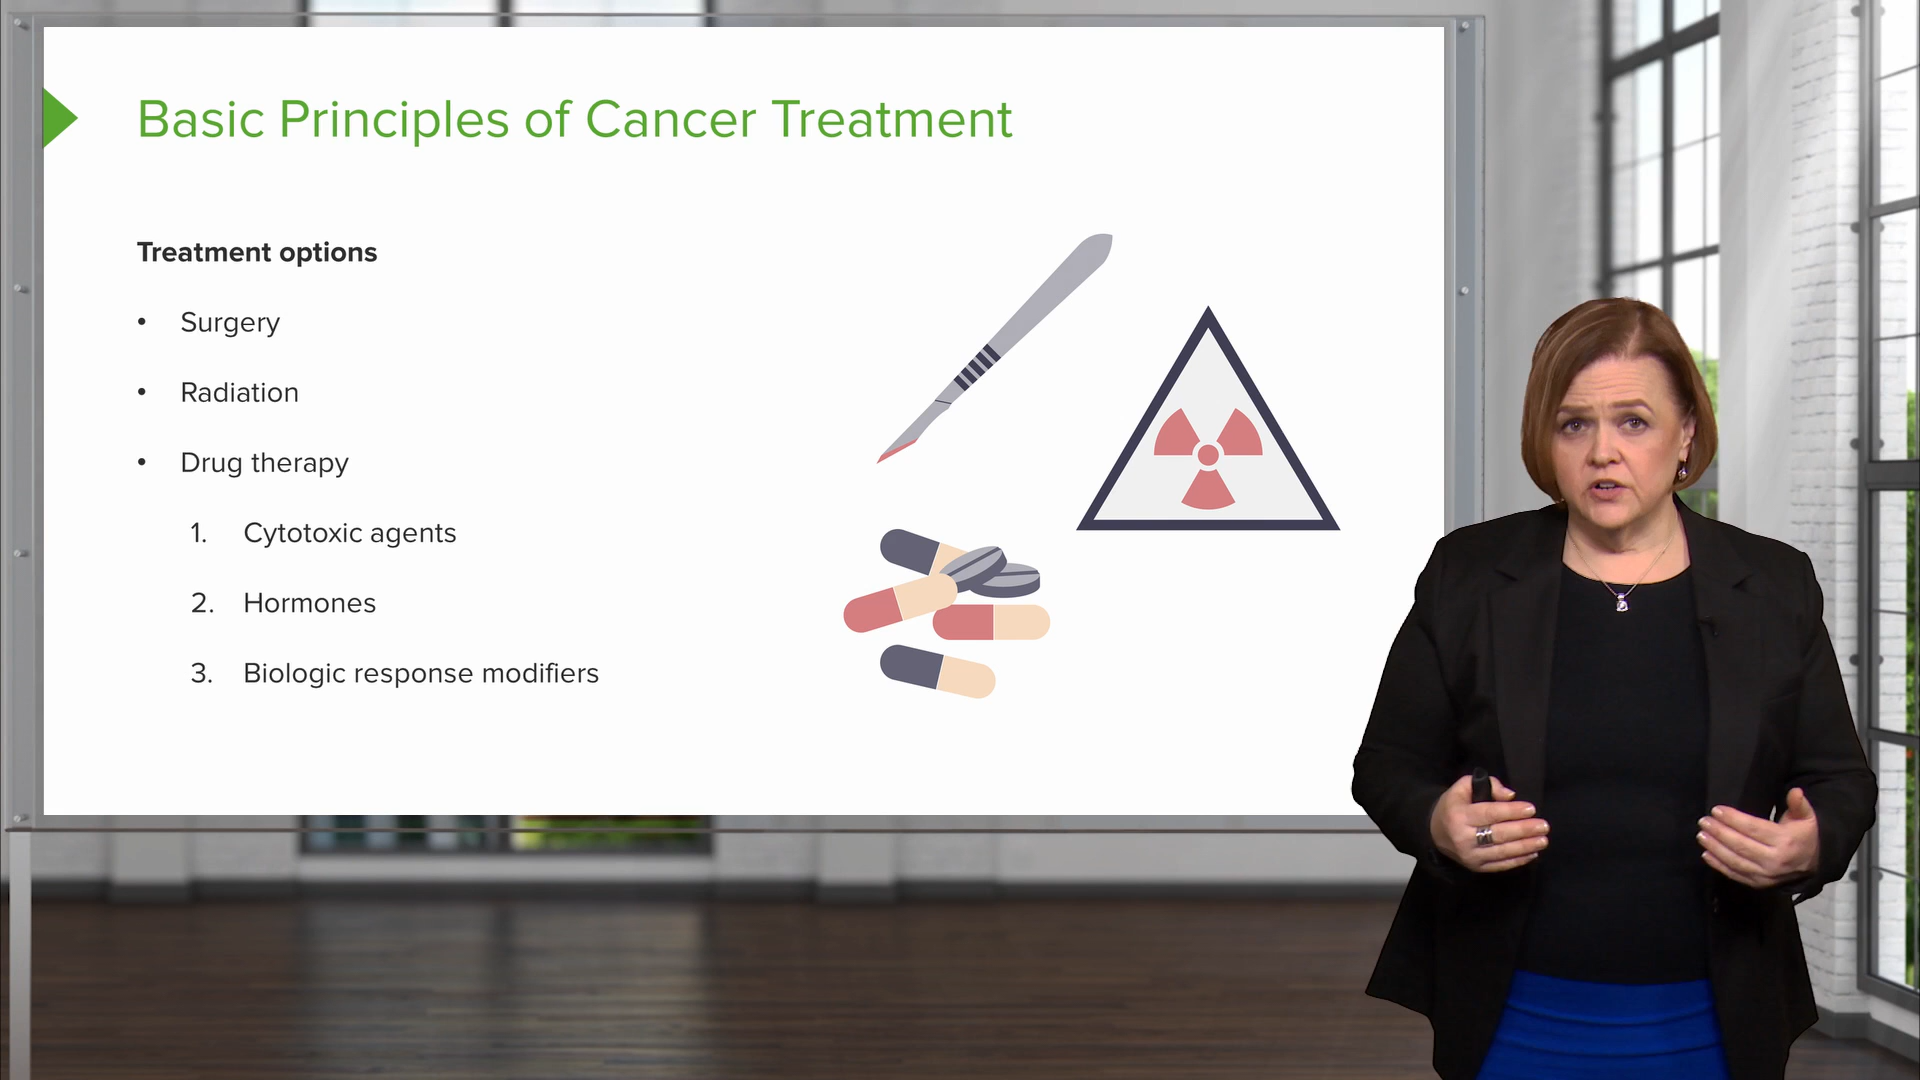 Basic Principles of Cancer Treatment
Treatment options
• Surgery
• Radiation
• Drug therapy
1. Cytotoxic agents
2. Hormones
3. Biologic response modifiers